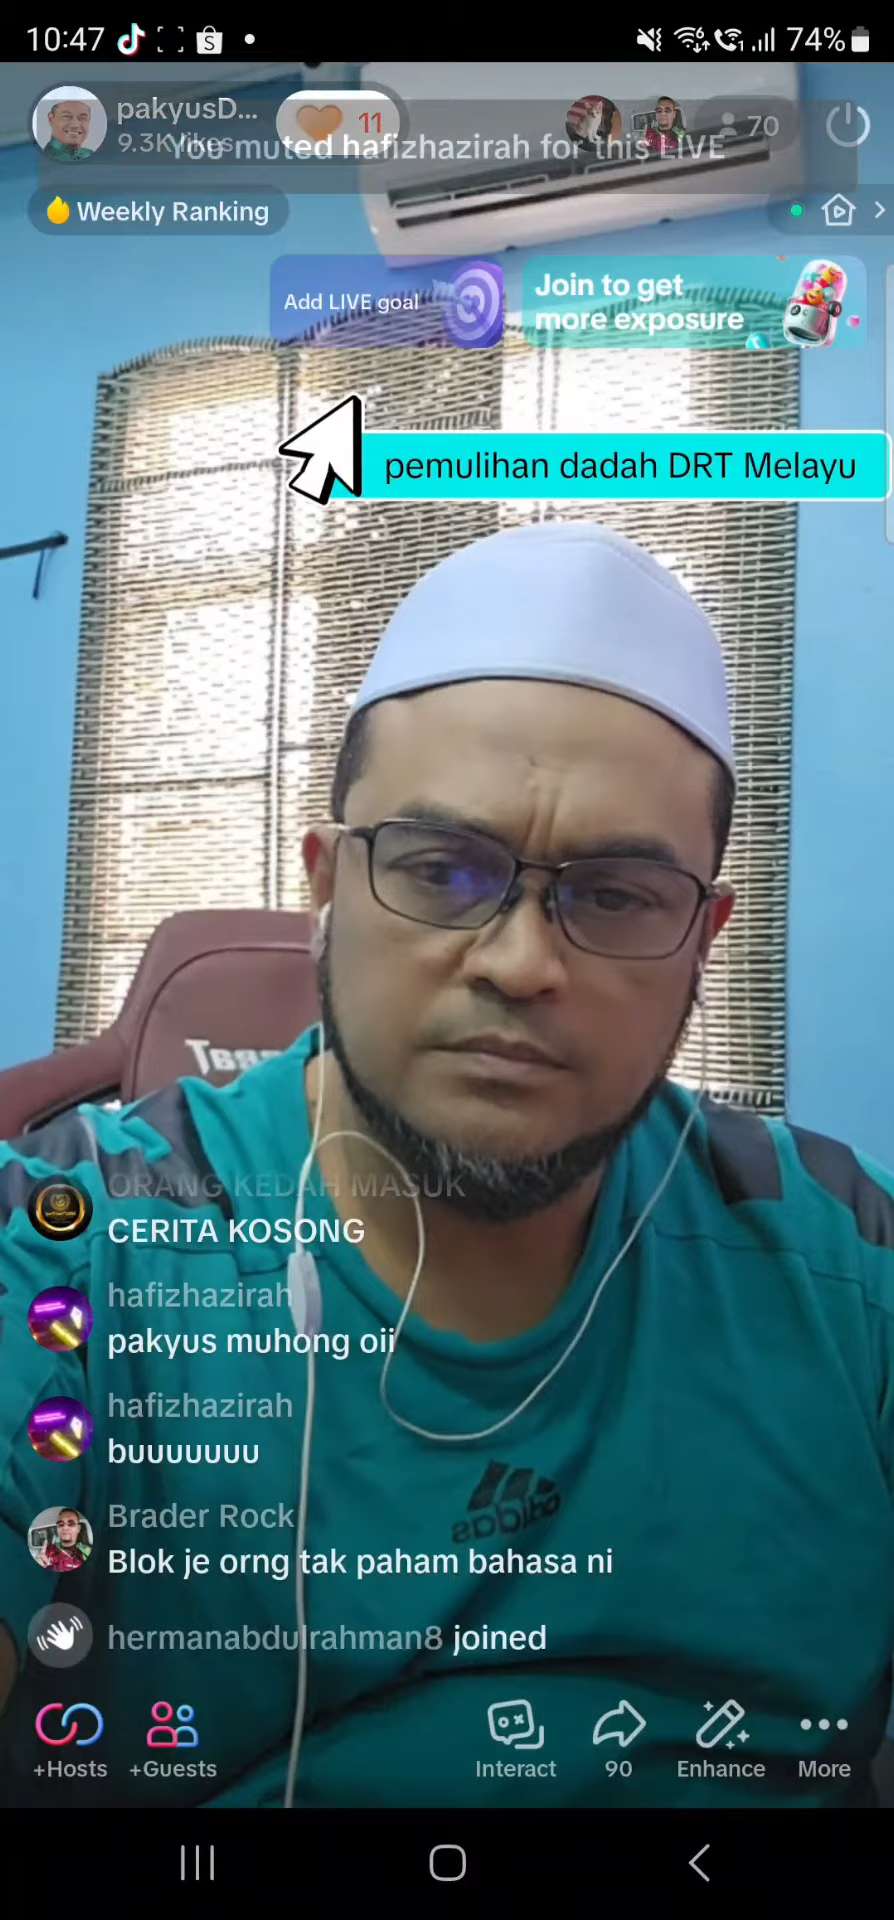 10:47
74%
pakyusD...
9.3K likes
11
70
You muted hafizhazirah for this LIVE
Weekly Ranking
Add LIVE goal
Join to get
more exposure
pemulihan dadah DRT Melayu
adidas
ORANG KEDAH MASUK
CERITA KOSONG
hafizhazirah
pakyus muhong oii
hafizhazirah
buuuuuuu
Brader Rock
Blok je orng tak paham bahasa ni
hermanabdulrahman8 joined
+Hosts
+Guests
Interact
90
Enhance
More